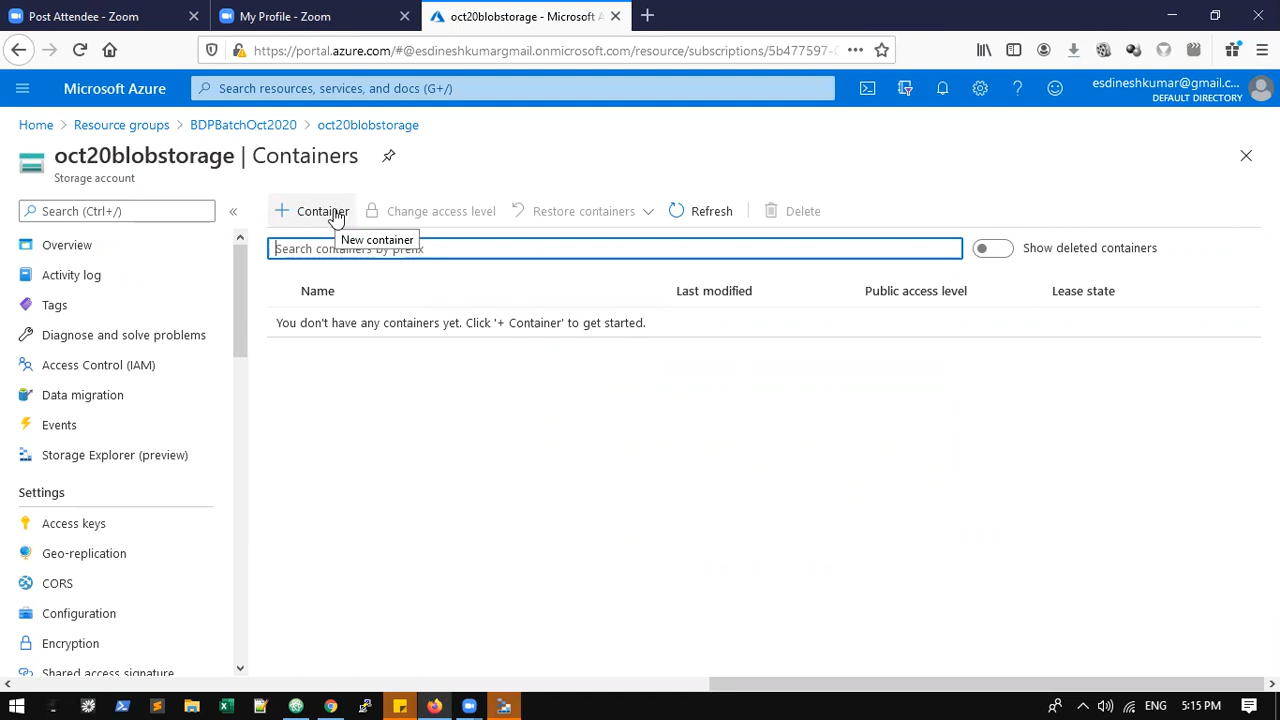 Post Attendee - Zoom
My Profile - Zoom
oct20blobstorage - Microsoft A
https://portal.azure.com/#@esdineshkumargmail.onmicrosoft.com/resource/subscriptions/5b477597-
Microsoft Azure
Search resources, services, and docs (G+/)
esdineshkumar@gmail.c...
DEFAULT DIRECTORY
Home > Resource groups > BDPBatchOct2020 > oct20blobstorage
oct20blobstorage | Containers
Storage account
Search (Ctrl+/)
«
+ Container
Change access level
Restore containers
Refresh
Delete
New container
Search containers by prefix
Show deleted containers
Name
Last modified
Public access level
Lease state
You don't have any containers yet. Click '+ Container' to get started.
Overview
Activity log
Tags
Diagnose and solve problems
Access Control (IAM)
Data migration
Events
Storage Explorer (preview)
Settings
Access keys
Geo-replication
CORS
Configuration
Encryption
Shared access signature
ENG
5:15 PM